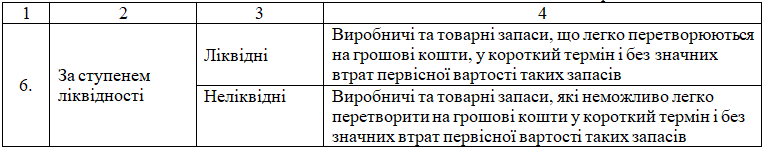 1 2 3 4
6. За ступенем ліквідності
Ліквідні
Виробничі та товарні запаси, що легко перетворюються
на грошові кошти, у короткий термін і без значних
втрат первісної вартості таких запасів
Неліквідні
Виробничі та товарні запаси, які неможливо легко
перетворити на грошові кошти у короткий термін і без
значних втрат первісної вартості таких запасів